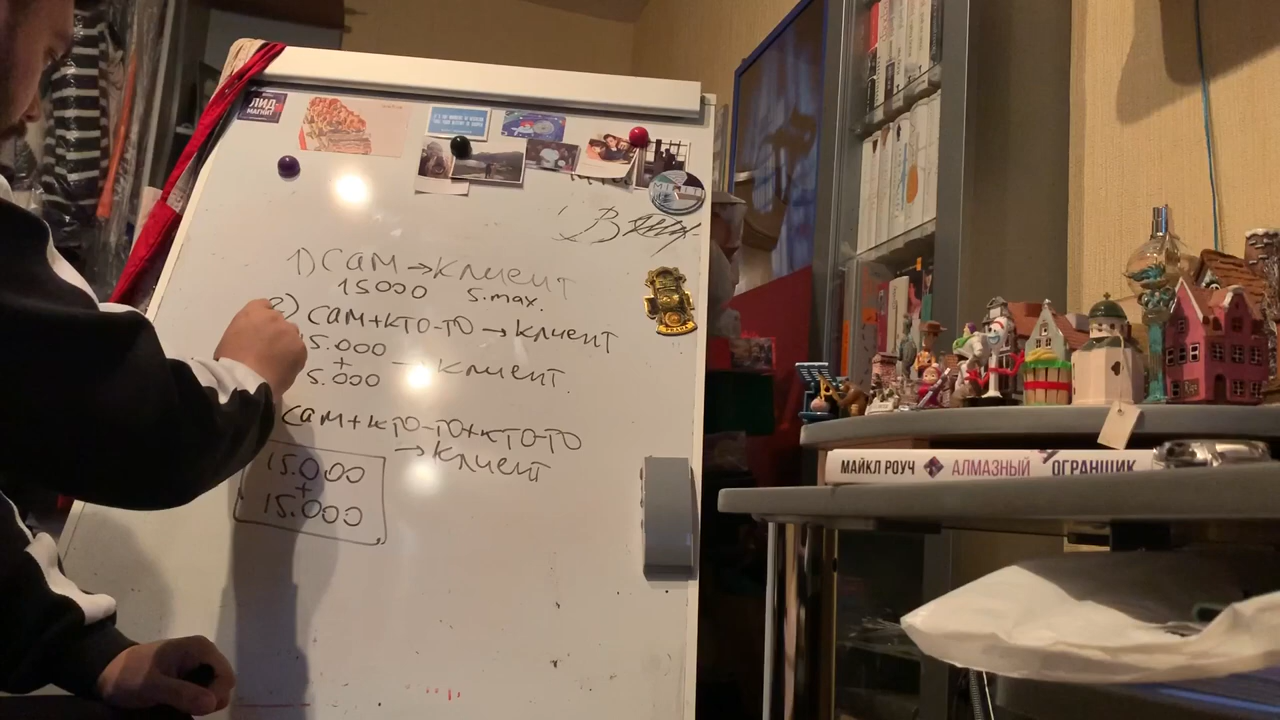 ЛИД
МАГНИТ
1) САМ → КЛИЕНТ
15000 5.max.
2) САМ+КТО-ТО → КЛИЕНТ
5.000
+ — КЛИЕНТ
5.000
САМ+КТО-ТО+КТО-ТО
→ КЛИЕНТ
15.000
+
15.000
PRAHA
МАЙКЛ РОУЧ АЛМАЗНЫЙ ОГРАНЩИК